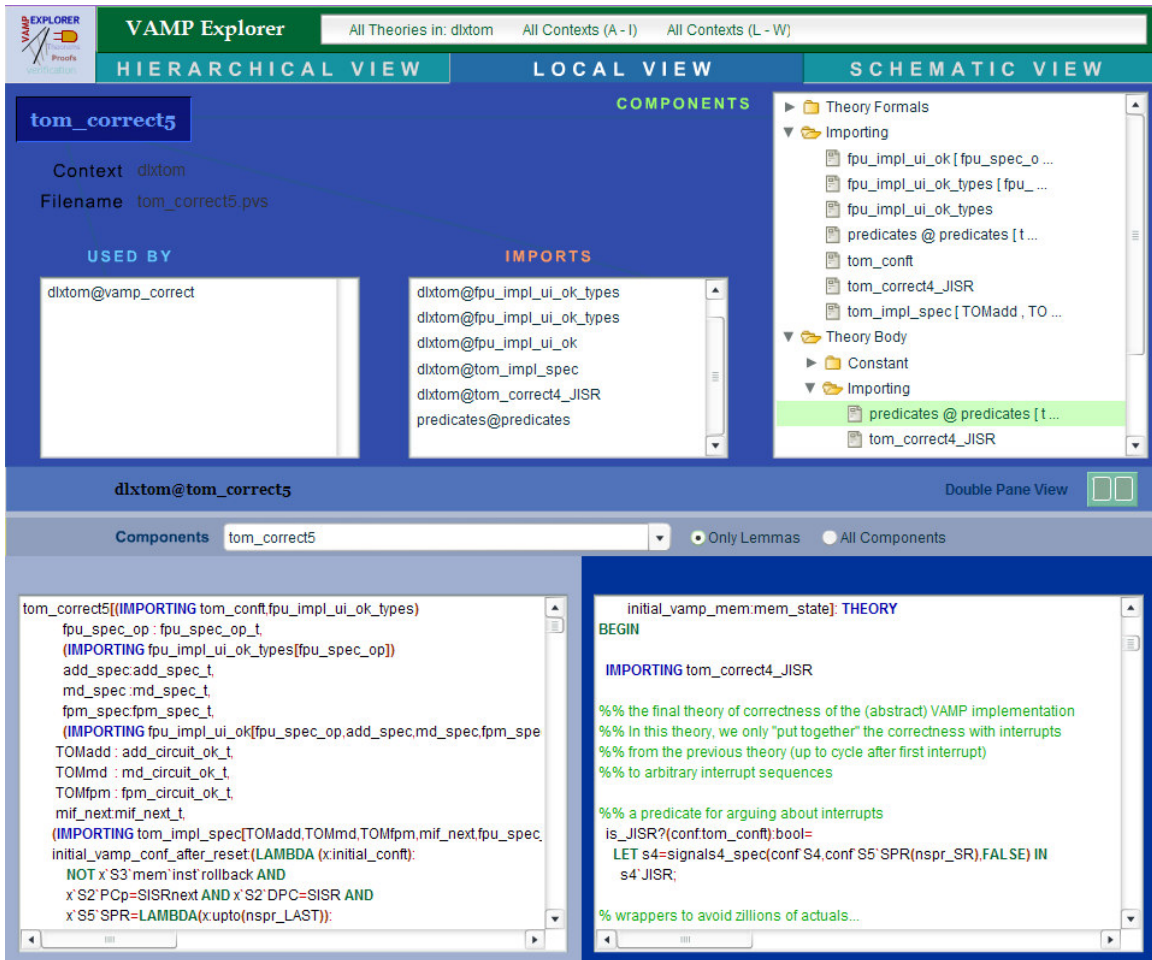 VAMP EXPLORER
Theorems
Proofs
verification
VAMP Explorer
All Theories in: dlxtom All Contexts (A - I) All Contexts (L - W)
HIERARCHICAL VIEW
LOCAL VIEW
SCHEMATIC VIEW
tom_correct5
Context dlxtom
Filename tom_correct5.pvs
COMPONENTS
Theory Formals
Importing
fpu_impl_ui_ok [ fpu_spec_o ...
fpu_impl_ui_ok_types [ fpu_ ...
fpu_impl_ui_ok_types
predicates @ predicates [ t ...
tom_conft
tom_correct4_JISR
tom_impl_spec [ TOMadd , TO ...
Theory Body
Constant
Importing
predicates @ predicates [ t ...
tom_correct4_JISR
USED BY
dlxtom@vamp_correct
IMPORTS
dlxtom@fpu_impl_ui_ok_types
dlxtom@fpu_impl_ui_ok_types
dlxtom@fpu_impl_ui_ok
dlxtom@tom_impl_spec
dlxtom@tom_correct4_JISR
predicates@predicates
dlxtom@tom_correct5
Double Pane View
Components tom_correct5 Only Lemmas All Components
tom_correct5[(IMPORTING tom_conft,fpu_impl_ui_ok_types)
fpu_spec_op : fpu_spec_op_t,
(IMPORTING fpu_impl_ui_ok_types[fpu_spec_op])
add_spec:add_spec_t,
md_spec :md_spec_t,
fpm_spec:fpm_spec_t,
(IMPORTING fpu_impl_ui_ok[fpu_spec_op,add_spec,md_spec,fpm_spe
TOMadd : add_circuit_ok_t,
TOMmd : md_circuit_ok_t,
TOMfpm : fpm_circuit_ok_t,
mif_next:mif_next_t,
(IMPORTING tom_impl_spec[TOMadd,TOMmd,TOMfpm,mif_next,fpu_spec_
initial_vamp_conf_after_reset:(LAMBDA (x:initial_conft):
NOT x`S3`mem`inst`rollback AND
x`S2`PCp=SISRnext AND x`S2`DPC=SISR AND
x`S5`SPR=LAMBDA(x:upto(nspr_LAST)):
initial_vamp_mem:mem_state]: THEORY
BEGIN
IMPORTING tom_correct4_JISR
%% the final theory of correctness of the (abstract) VAMP implementation
%% In this theory, we only "put together" the correctness with interrupts
%% from the previous theory (up to cycle after first interrupt)
%% to arbitrary interrupt sequences
%% a predicate for arguing about interrupts
is_JISR?(conf:tom_conft):bool=
LET s4=signals4_spec(conf`S4,conf`S5`SPR(nspr_SR),FALSE) IN
s4`JISR;
% wrappers to avoid zillions of actuals...